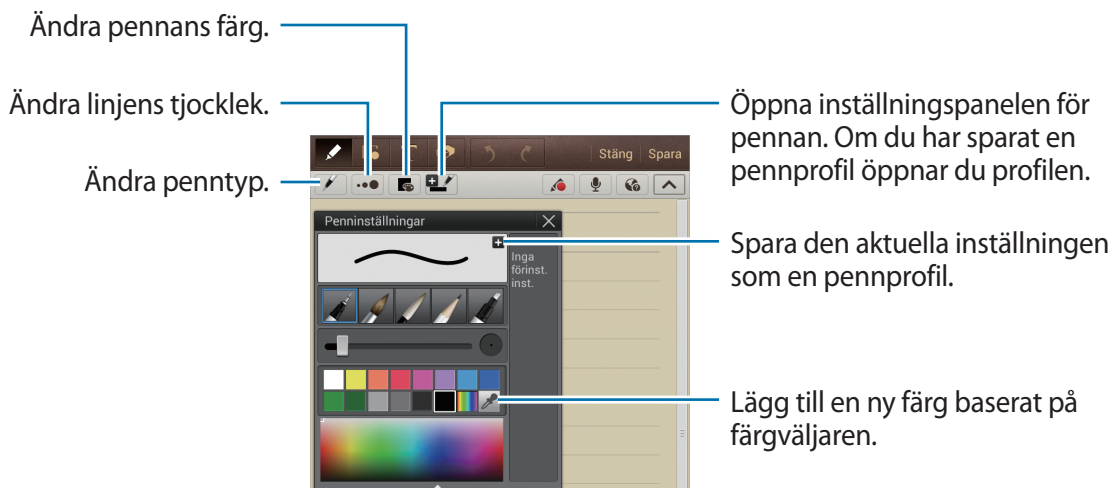 Ändra pennans färg.
Ändra linjens tjocklek.
Ändra penntyp.
Öppna inställningspanelen för
pennan. Om du har sparat en
pennprofil öppnar du profilen.
Stäng
Spara
Penninställningar
Inga
förinst.
inst.
Spara den aktuella inställningen
som en pennprofil.
Lägg till en ny färg baserat på
färgväljaren.